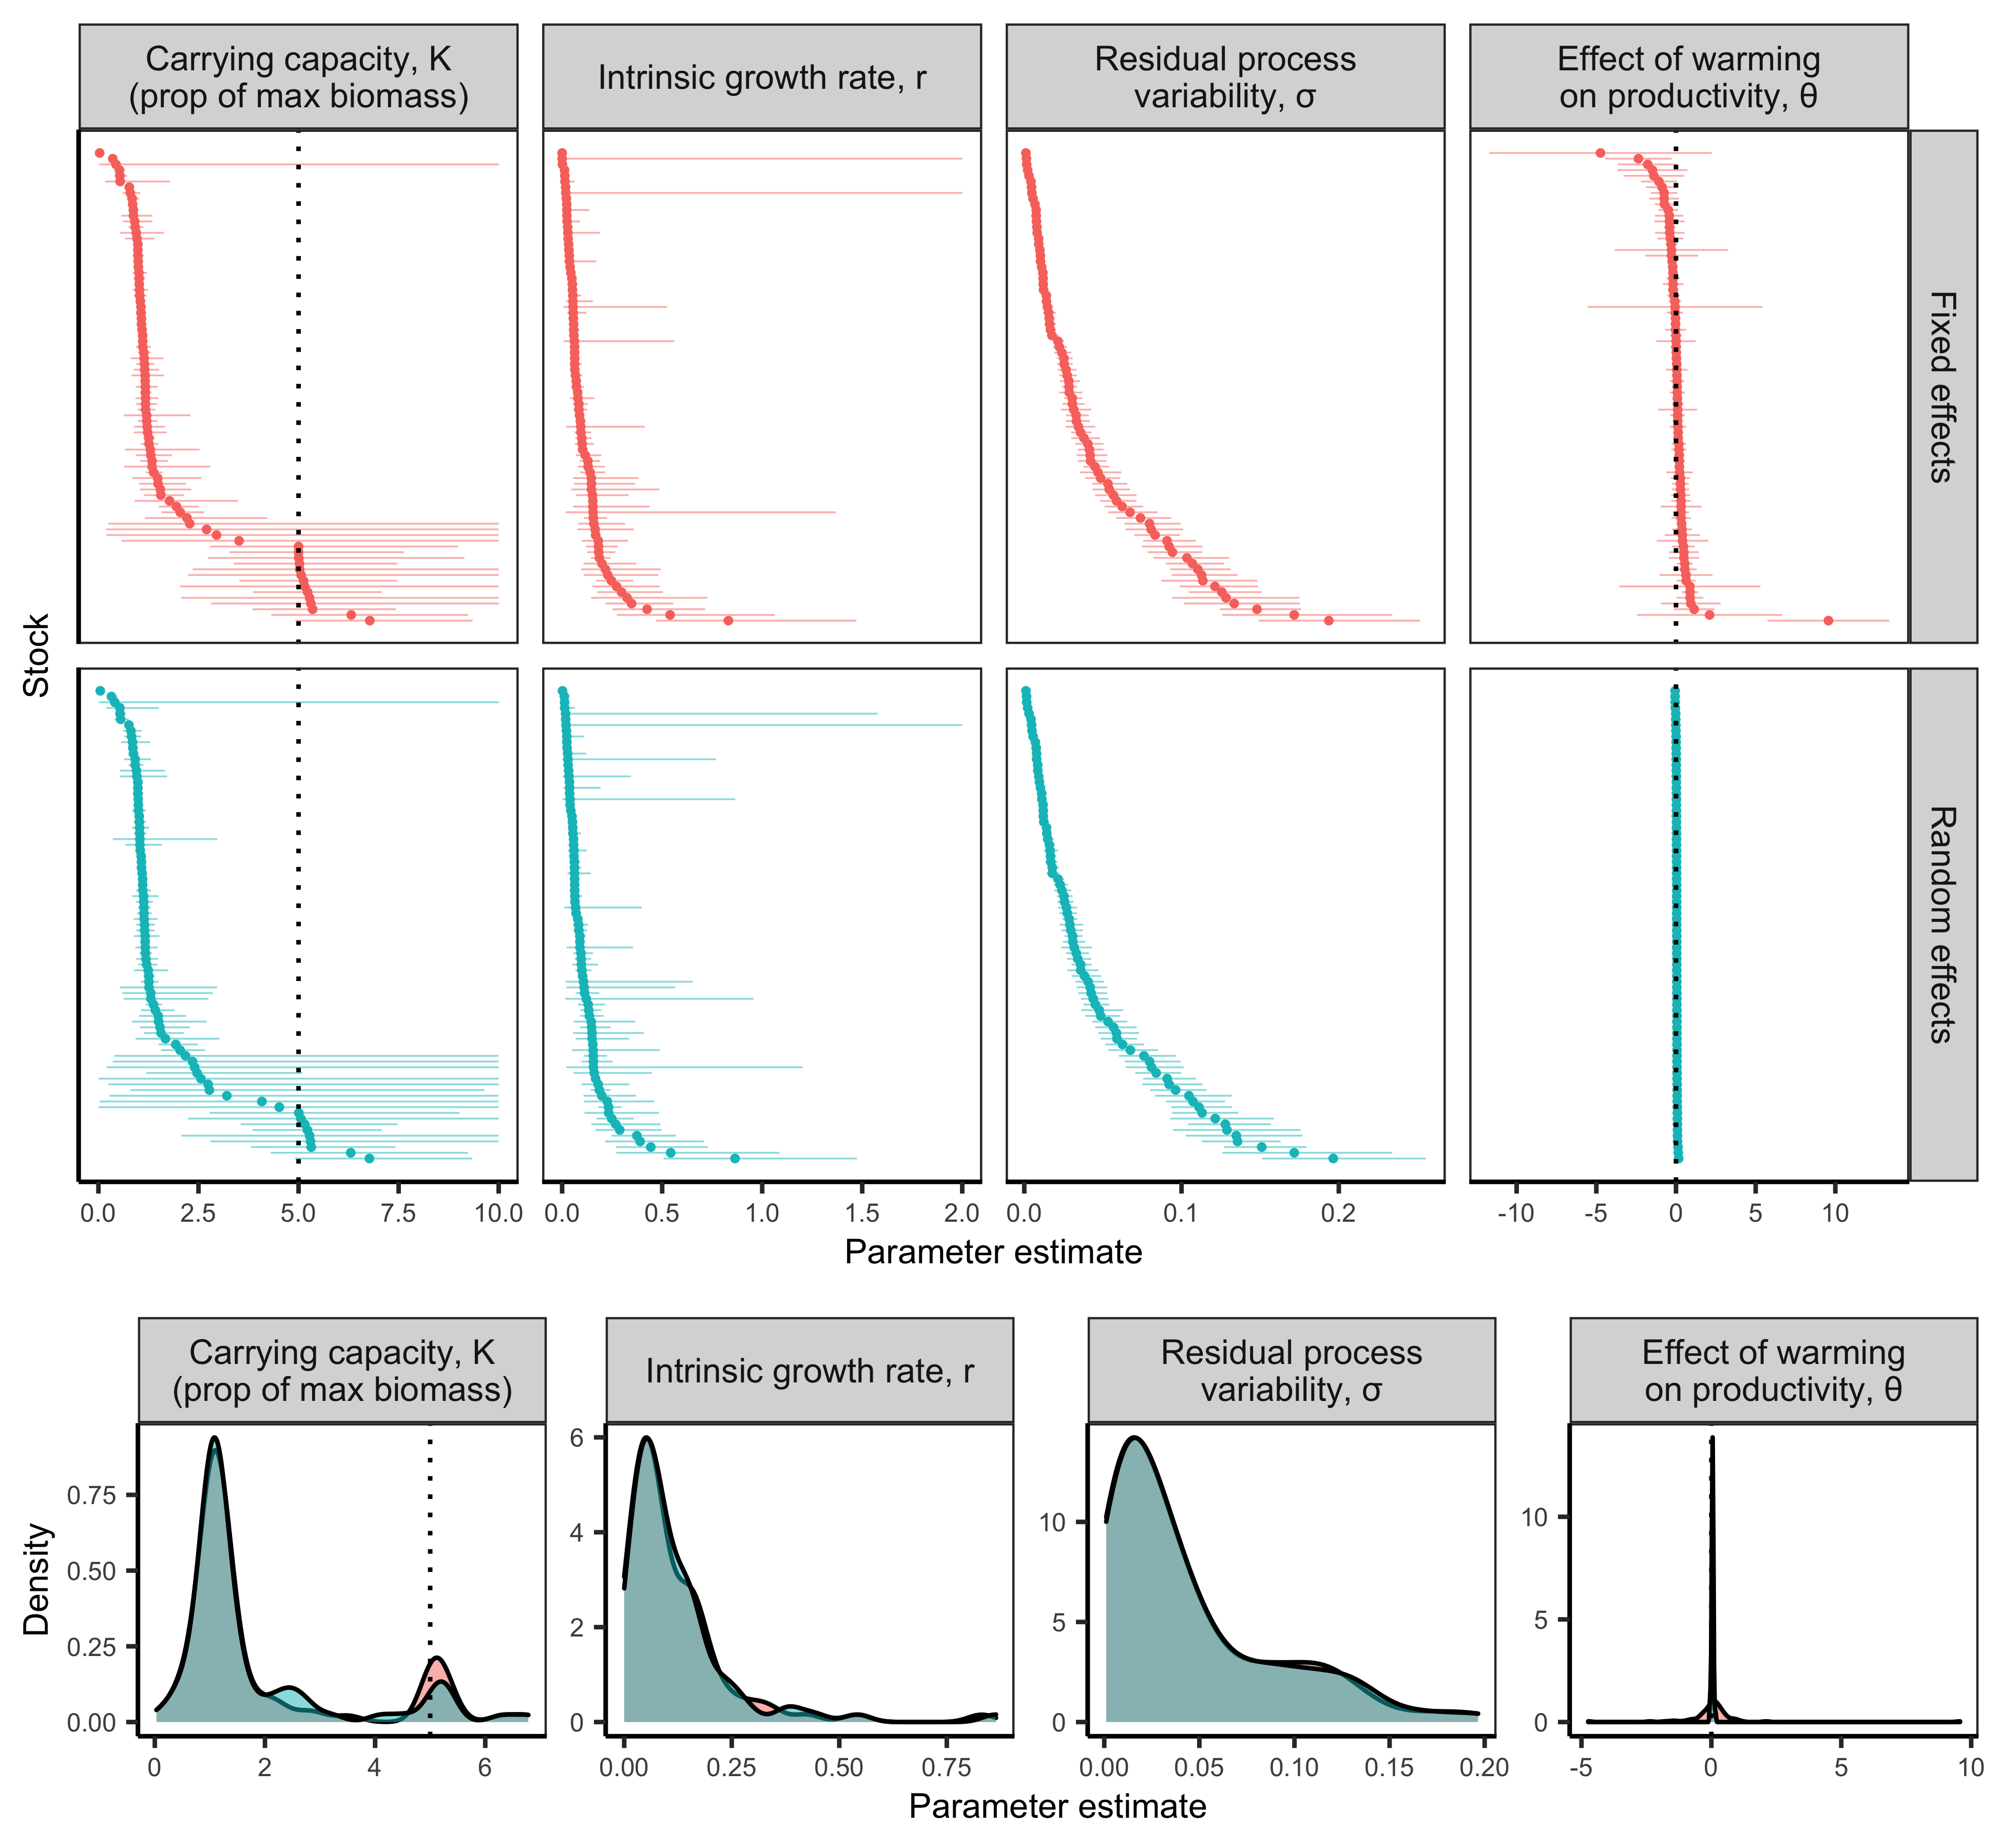 Carrying capacity, K
(prop of max biomass)
Intrinsic growth rate, r
Residual process
variability, σ
Effect of warming
on productivity, θ
Fixed effects
Random effects
Stock
0.0 2.5 5.0 7.5 10.0
0.0 0.5 1.0 1.5 2.0
0.0 0.1 0.2
-10 -5 0 5 10
Parameter estimate
Carrying capacity, K
(prop of max biomass)
Intrinsic growth rate, r
Residual process
variability, σ
Effect of warming
on productivity, θ
Density
0.75
0.50
0.25
0.00
0 2 4 6
6
4
2
0
0.00 0.25 0.50 0.75
10
5
0
0.00 0.05 0.10 0.15 0.20
10
5
0
-5 0 5 10
Parameter estimate